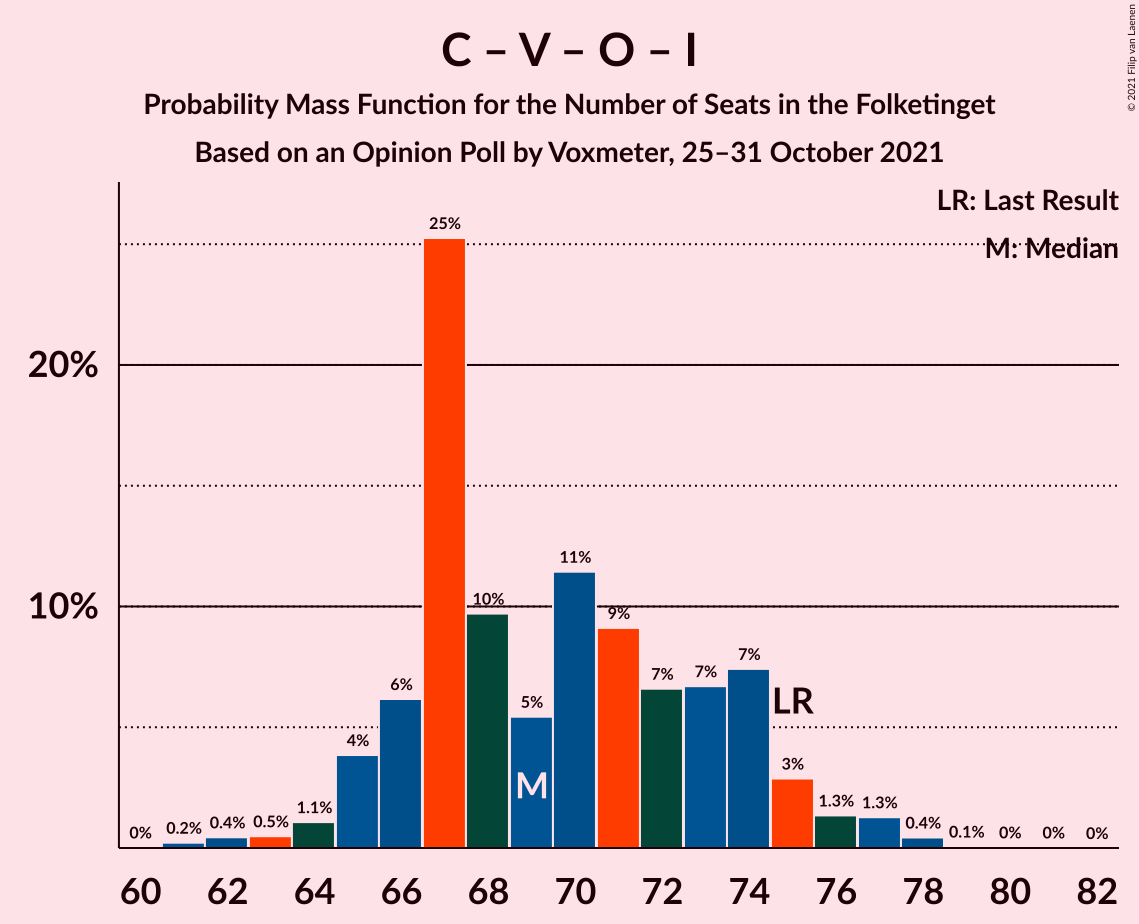 C – V – O – I
Probability Mass Function for the Number of Seats in the Folketinget
Based on an Opinion Poll by Voxmeter, 25–31 October 2021
© 2021 Filip van Laenen
LR: Last Result
M: Median
20%
10%
0%
0.2%
0.4%
0.5%
1.1%
4%
6%
25%
10%
5%
11%
9%
7%
7%
7%
3%
1.3%
1.3%
0.4%
0.1%
0%
0%
0%
M
LR
60 62 64 66 68 70 72 74 76 78 80 82